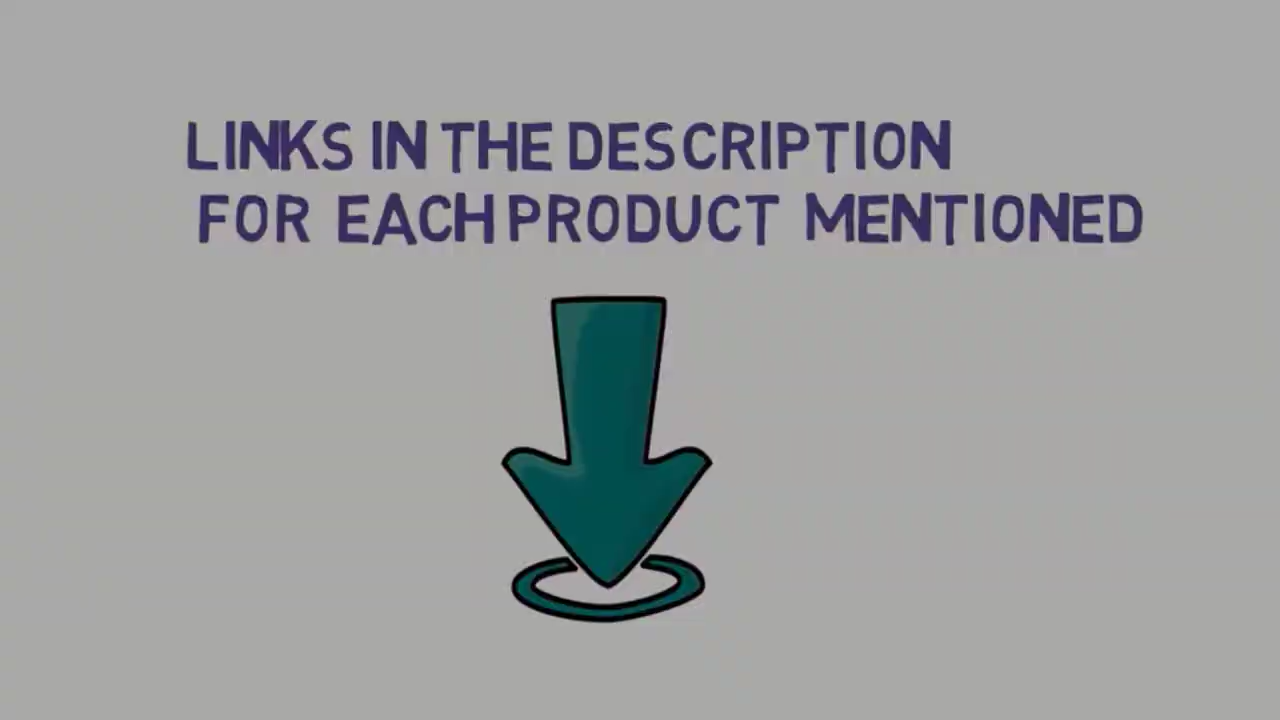 LINKS IN THE DESCRIPTION
FOR EACH PRODUCT MENTIONED